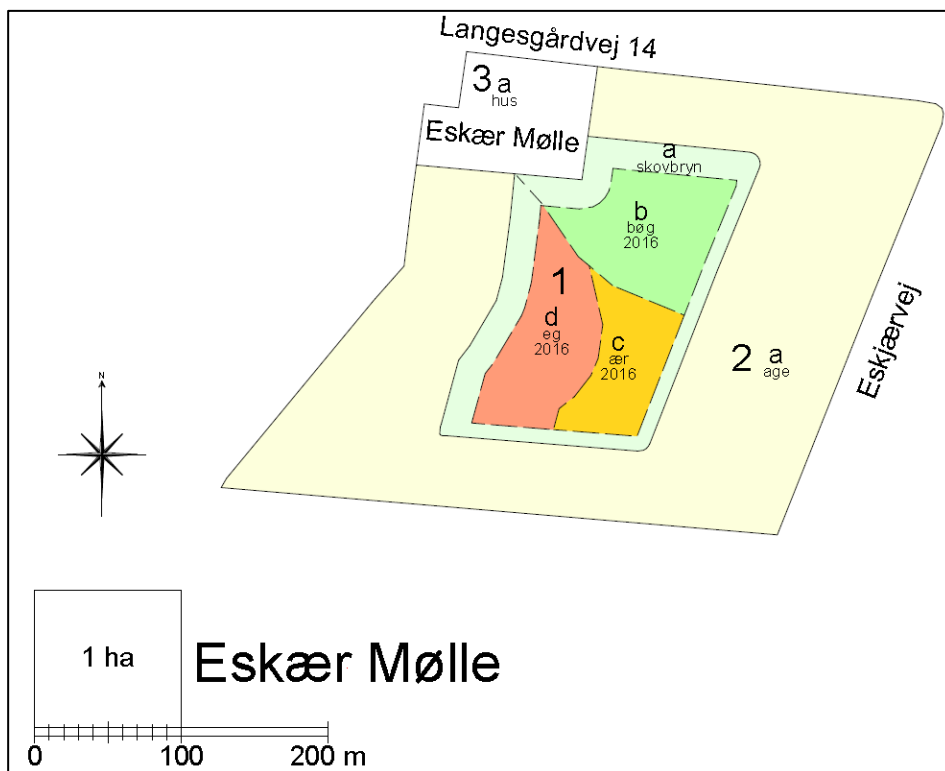 Langesgårdvej 14
3 a
hus
Eskær Mølle
a
skovbryn
b
bøg
2016
1
d
eg
2016
c
ær
2016
2 a
age
Eskjærvej
N
1 ha
Eskær Mølle
0 100 200 m